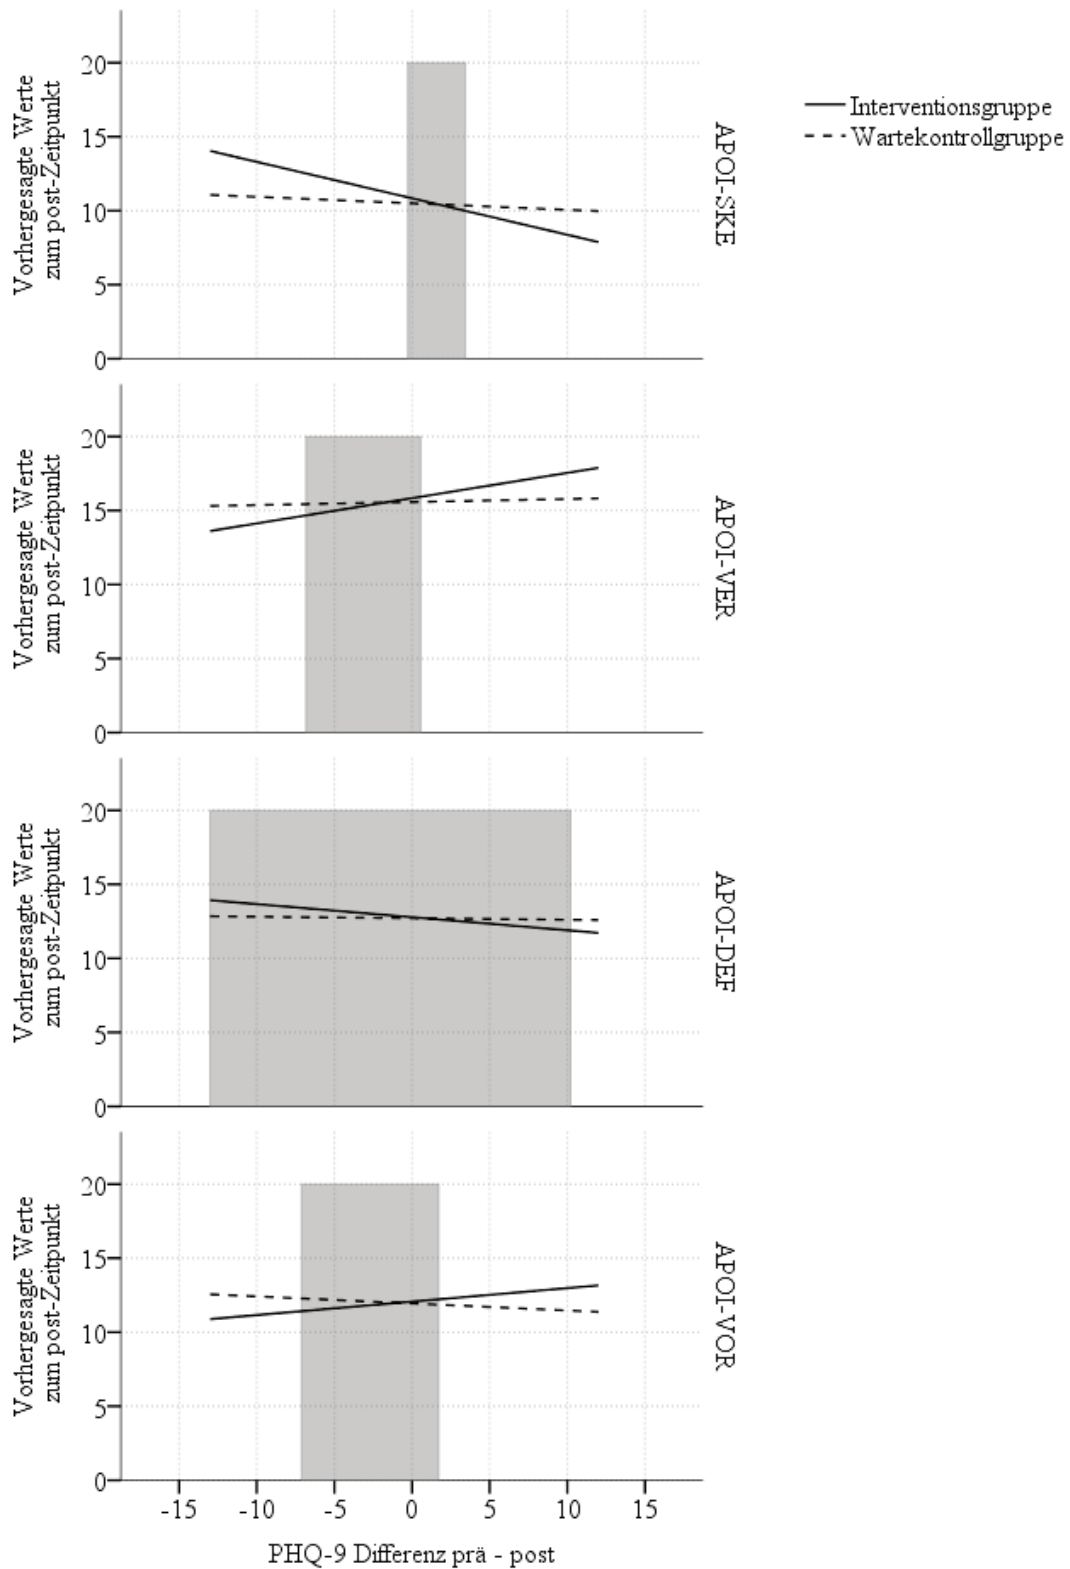 Interventionsgruppe
Wartekontrollgruppe
Vorhergesagte Werte
zum post-Zeitpunkt
20
15
10
5
0
APOI-SKE
Vorhergesagte Werte
zum post-Zeitpunkt
20
15
10
5
0
APOI-VER
Vorhergesagte Werte
zum post-Zeitpunkt
20
15
10
5
0
APOI-DEF
Vorhergesagte Werte
zum post-Zeitpunkt
20
15
10
5
0
APOI-VOR
-15 -10 -5 0 5 10 15
PHQ-9 Differenz prä - post